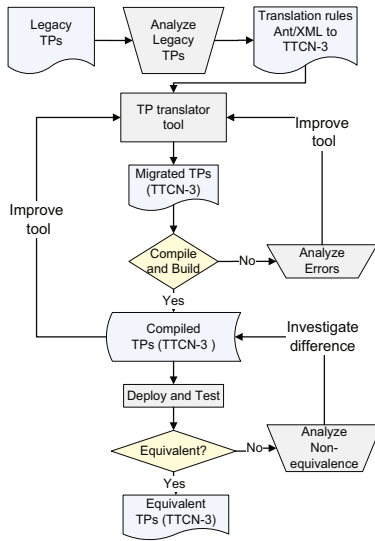 Legacy
TPs
Analyze
Legacy
TPs
Translation rules
Ant/XML to
TTCN-3
TP translator
tool
Improve
tool
Migrated TPs
(TTCN-3)
Improve
tool
Compile
and Build
No
Analyze
Errors
Yes
Compiled
TPs (TTCN-3 )
Investigate
difference
Deploy and Test
Equivalent?
No
Analyze
Non-
equivalence
Yes
Equivalent
TPs (TTCN-3)